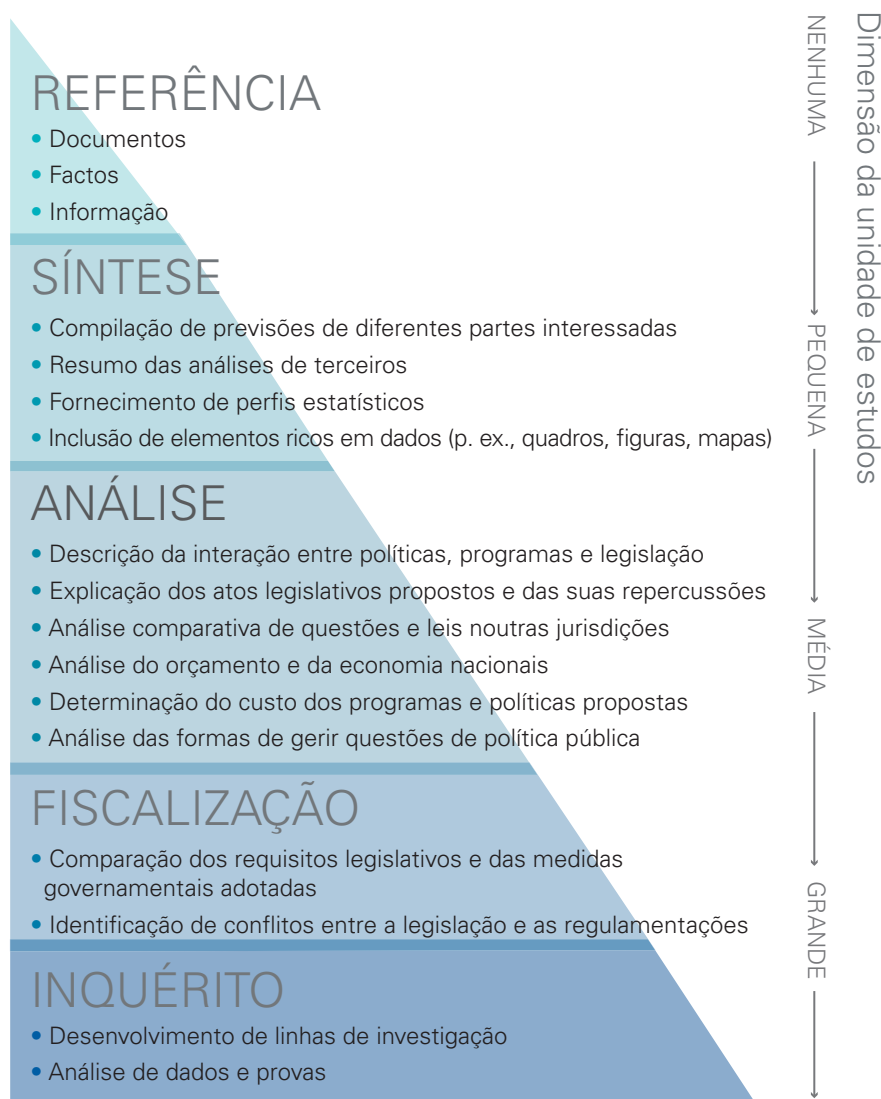 REFERÊNCIA
• Documentos
• Factos
• Informação
SÍNTESE
• Compilação de previsões de diferentes partes interessadas
• Resumo das análises de terceiros
• Fornecimento de perfis estatísticos
• Inclusão de elementos ricos em dados (p. ex., quadros, figuras, mapas)
ANÁLISE
• Descrição da interação entre políticas, programas e legislação
• Explicação dos atos legislativos propostos e das suas repercussões
• Análise comparativa de questões e leis noutras jurisdições
• Análise do orçamento e da economia nacionais
• Determinação do custo dos programas e políticas propostas
• Análise das formas de gerir questões de política pública
FISCALIZAÇÃO
• Comparação dos requisitos legislativos e das medidas
governamentais adotadas
• Identificação de conflitos entre a legislação e as regulamentações
INQUÉRITO
• Desenvolvimento de linhas de investigação
• Análise de dados e provas
Dimensão da unidade de estudos
NENHUMA
PEQUENA
MÉDIA
GRANDE